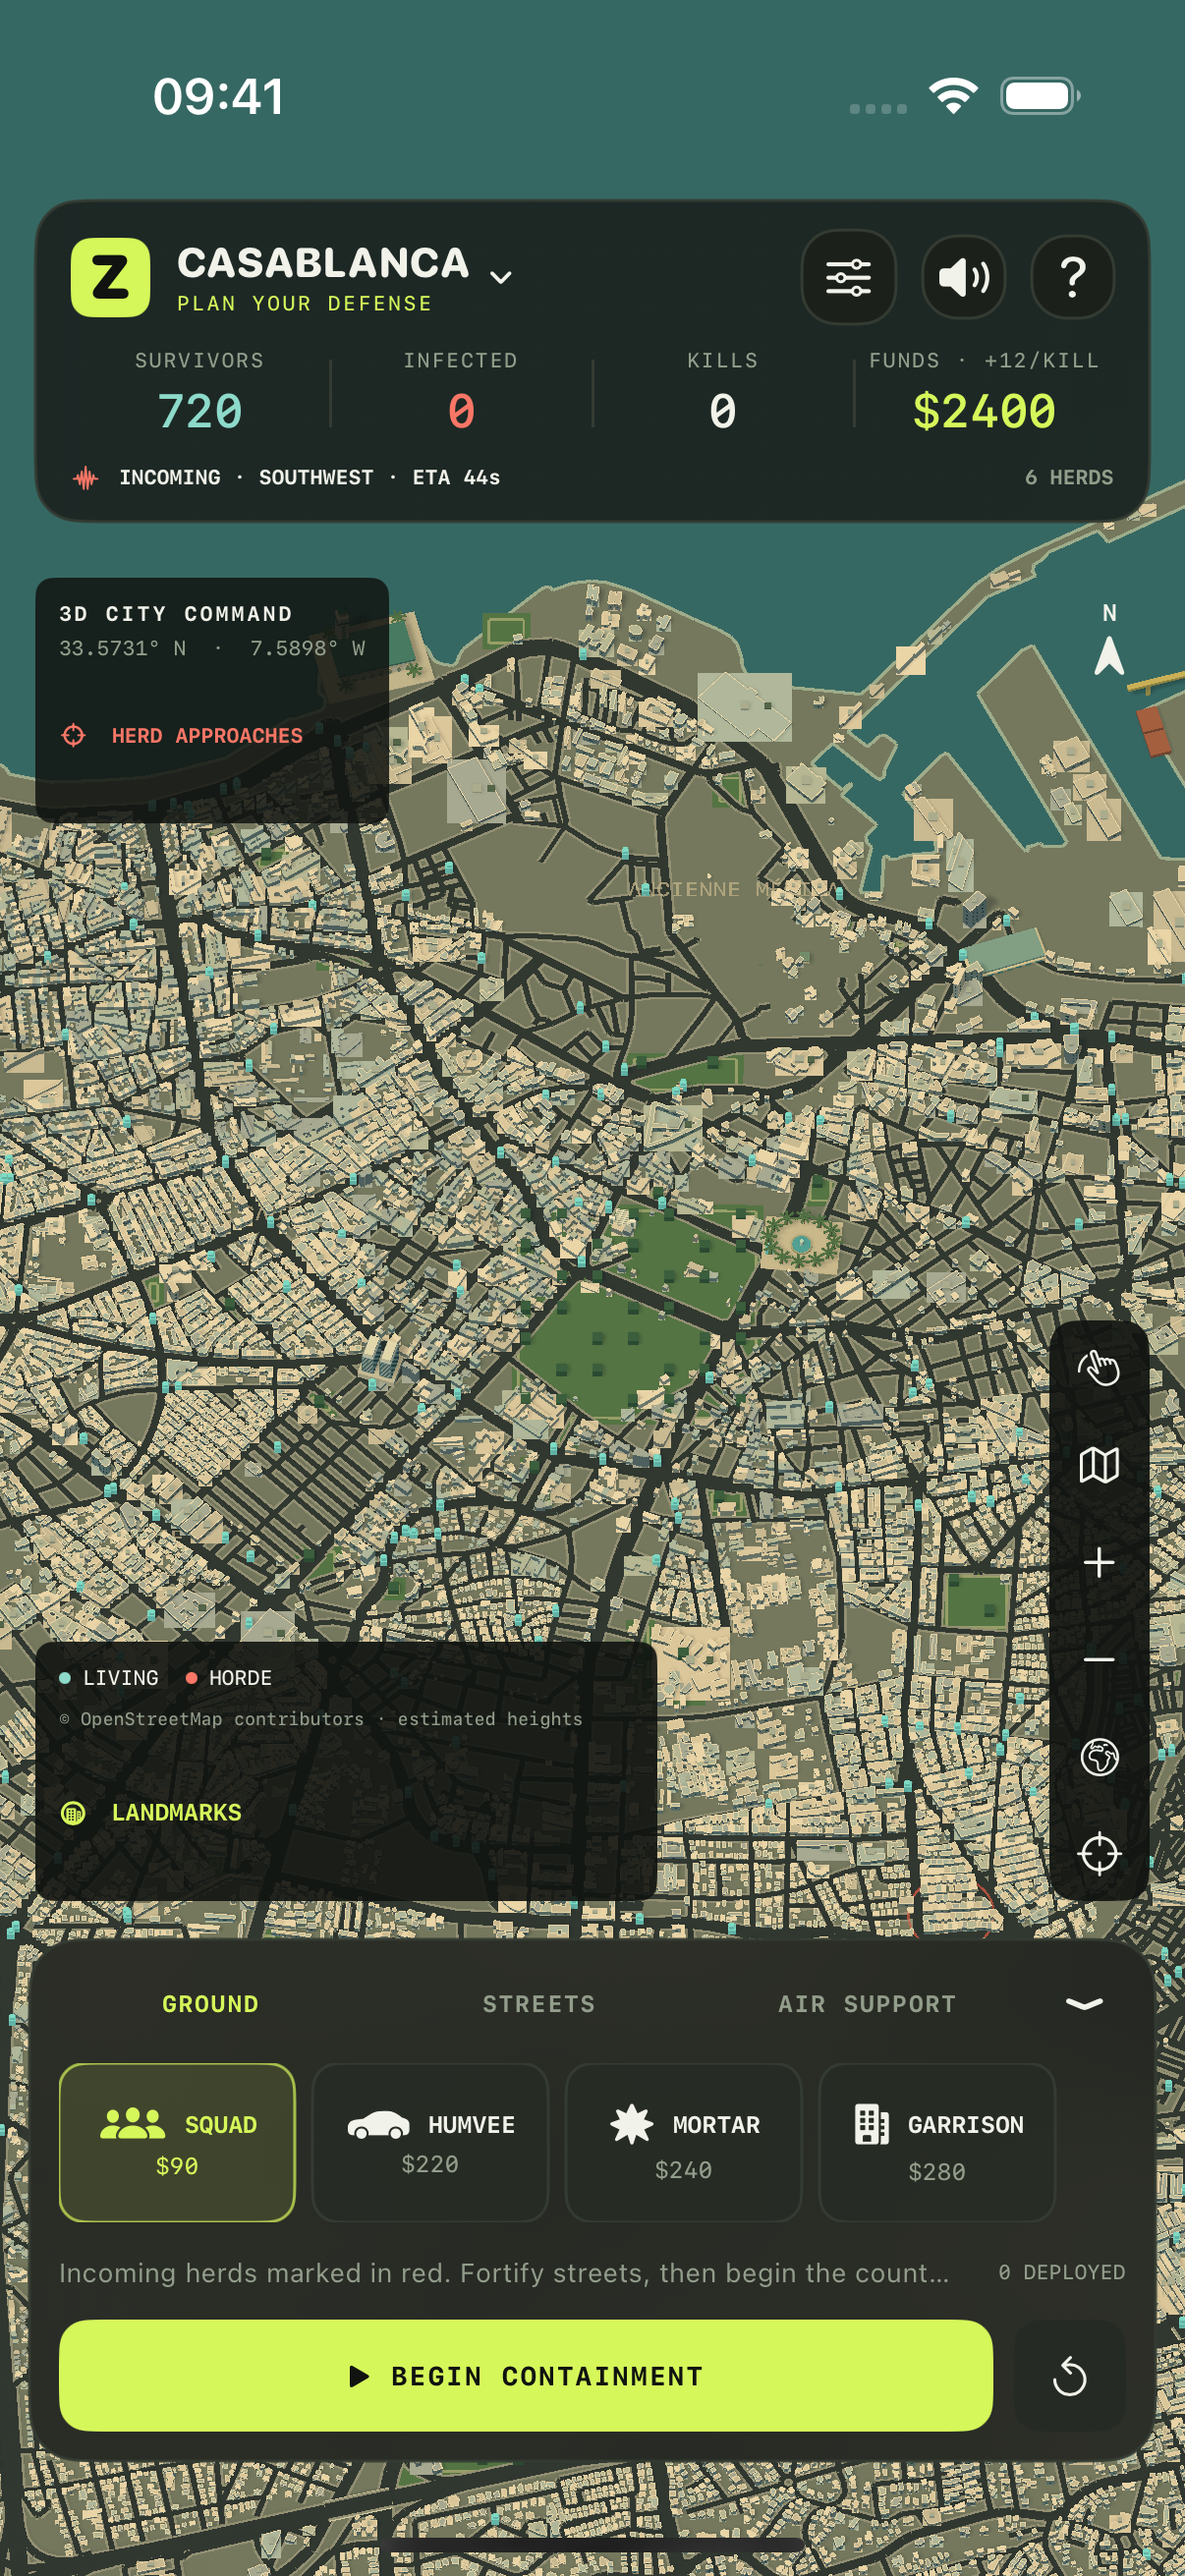 09:41
Z
CASABLANCA
PLAN YOUR DEFENSE
?
SURVIVORS INFECTED KILLS FUNDS · +12/KILL
720 0 0 $2400
INCOMING · SOUTHWEST · ETA 44s 6 HERDS
3D CITY COMMAND
33.5731° N · 7.5898° W
N
HERD APPROACHES
ANCIENNE MÉDINA
LIVING HORDE
© OpenStreetMap contributors · estimated heights
LANDMARKS
GROUND STREETS AIR SUPPORT
SQUAD HUMVEE MORTAR GARRISON
$90 $220 $240 $280
Incoming herds marked in red. Fortify streets, then begin the count… 0 DEPLOYED
BEGIN CONTAINMENT